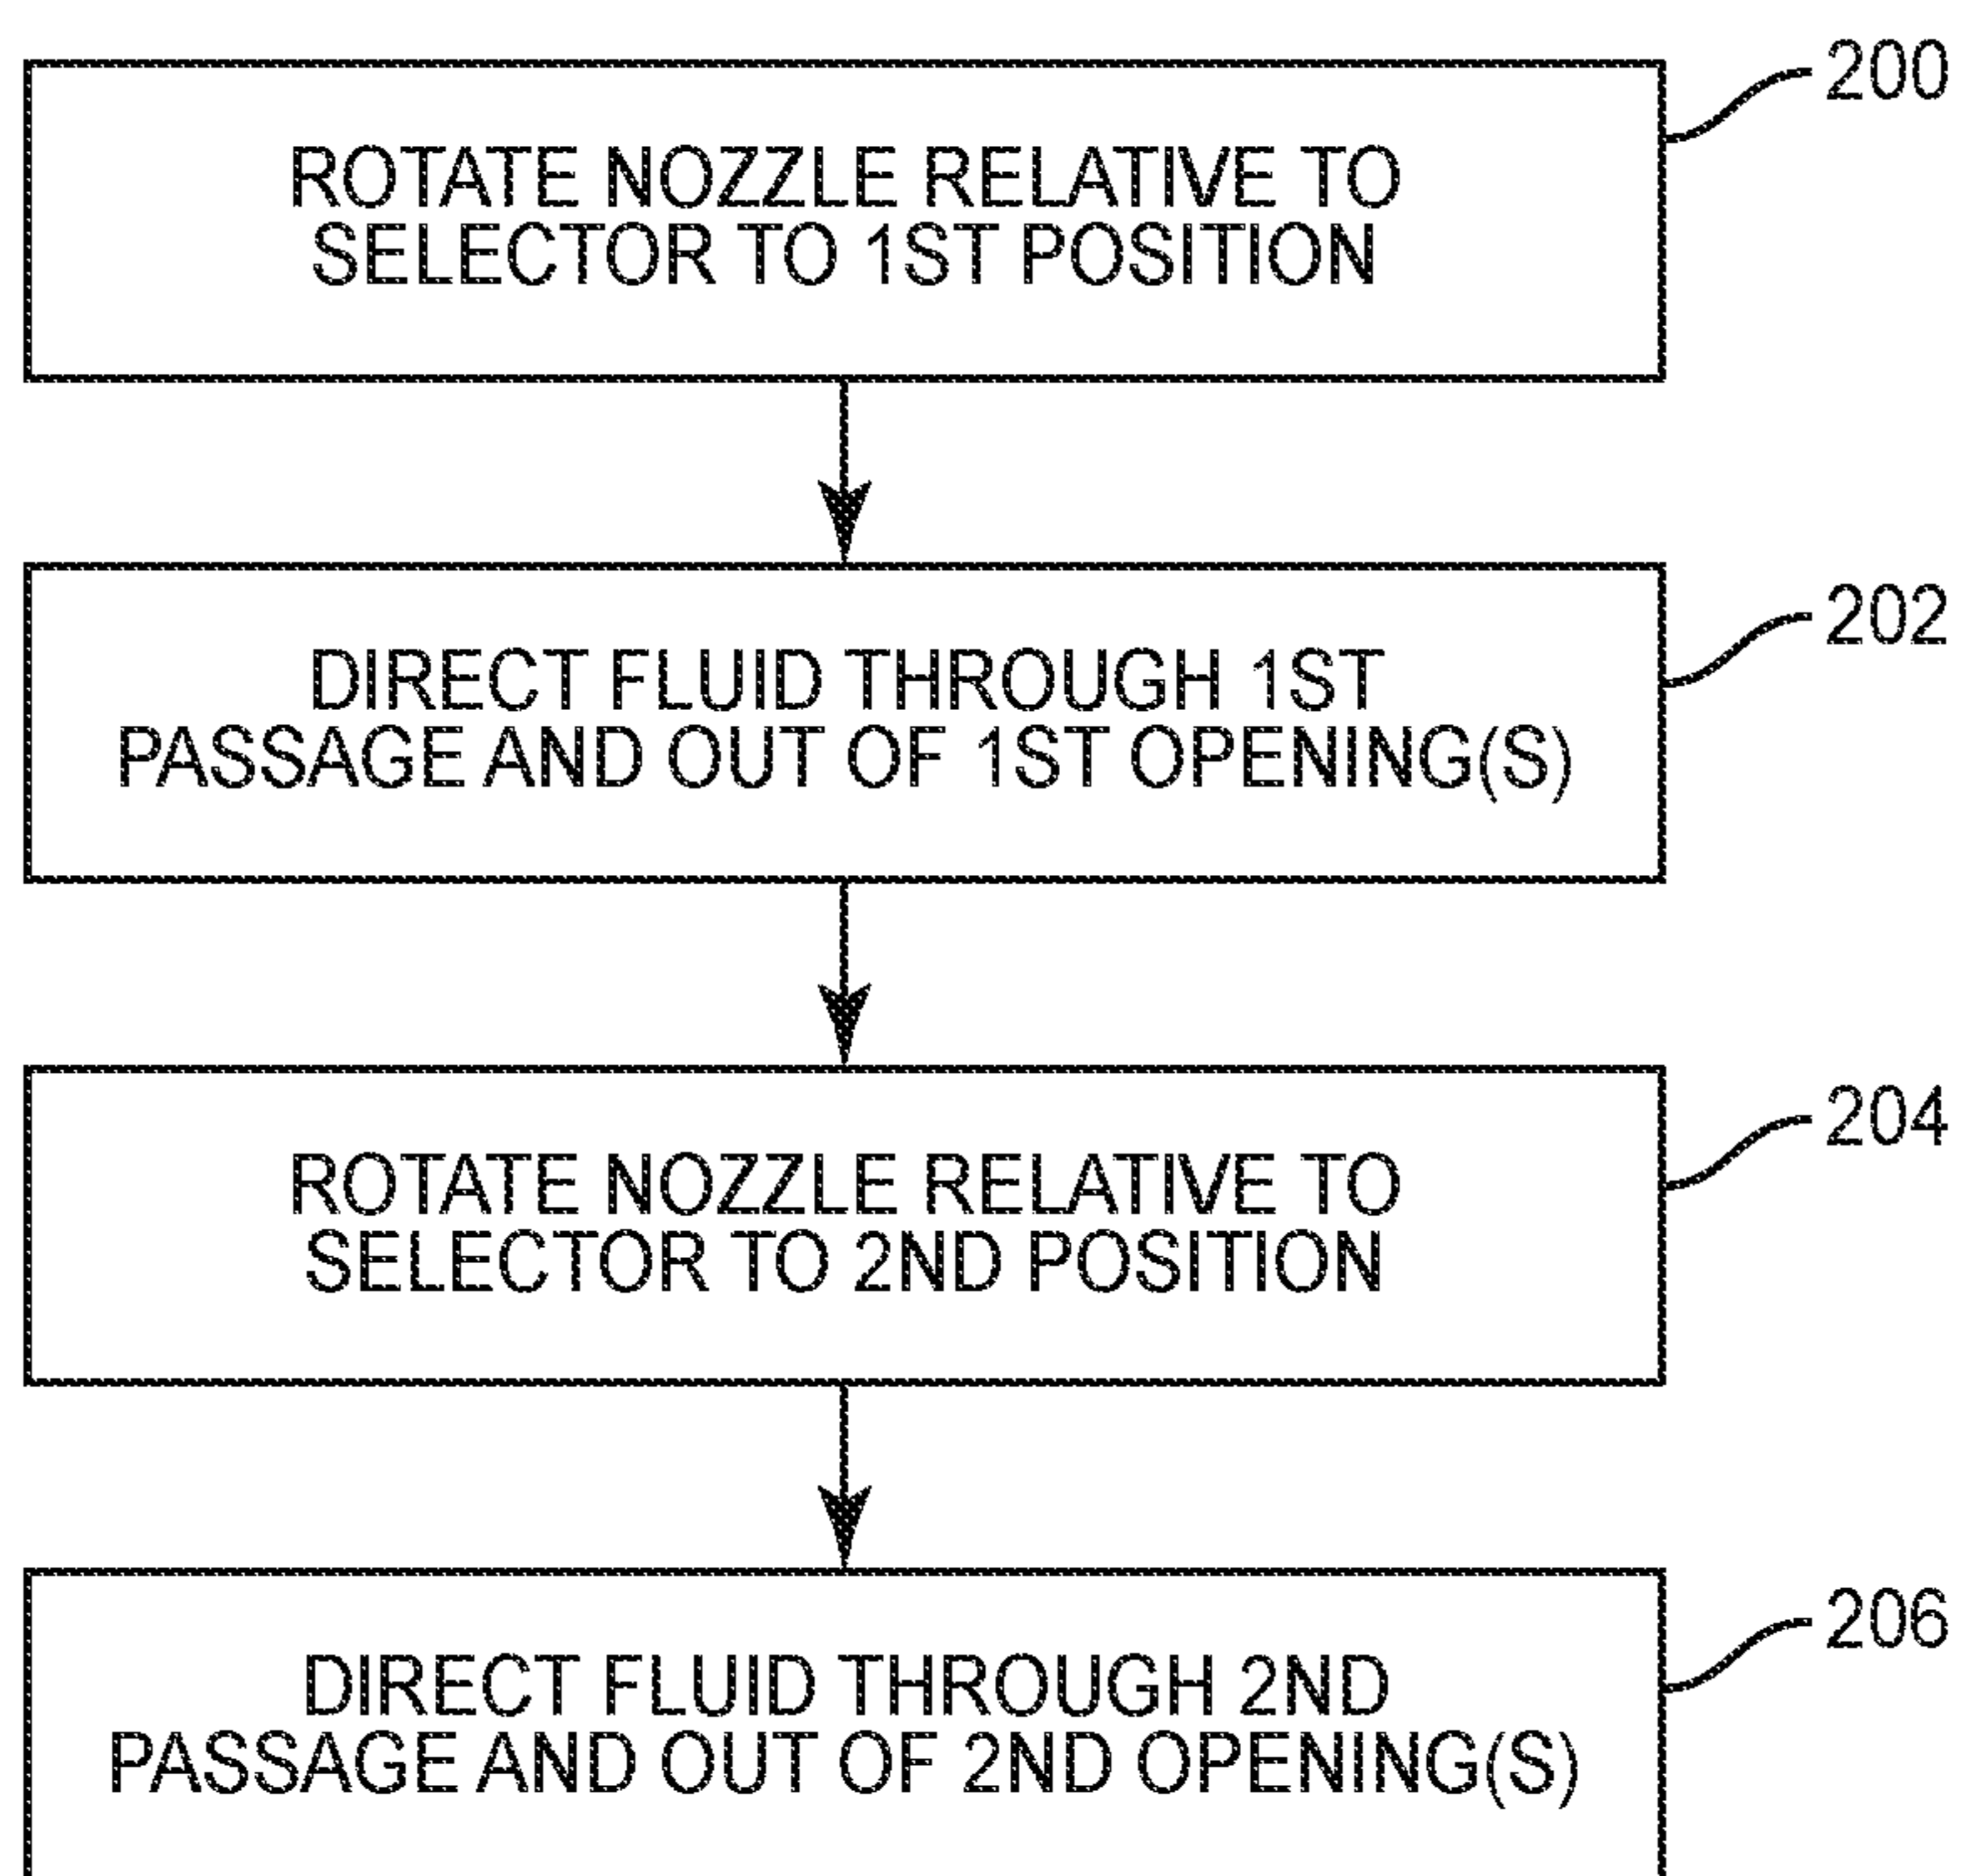 200
ROTATE NOZZLE RELATIVE TO
SELECTOR TO 1ST POSITION
202
DIRECT FLUID THROUGH 1ST
PASSAGE AND OUT OF 1ST OPENING(S)
204
ROTATE NOZZLE RELATIVE TO
SELECTOR TO 2ND POSITION
206
DIRECT FLUID THROUGH 2ND
PASSAGE AND OUT OF 2ND OPENING(S)